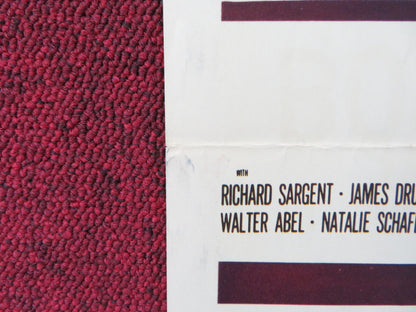 WITH
RICHARD SARGENT · JAMES DRU
WALTER ABEL · NATALIE SCHAF